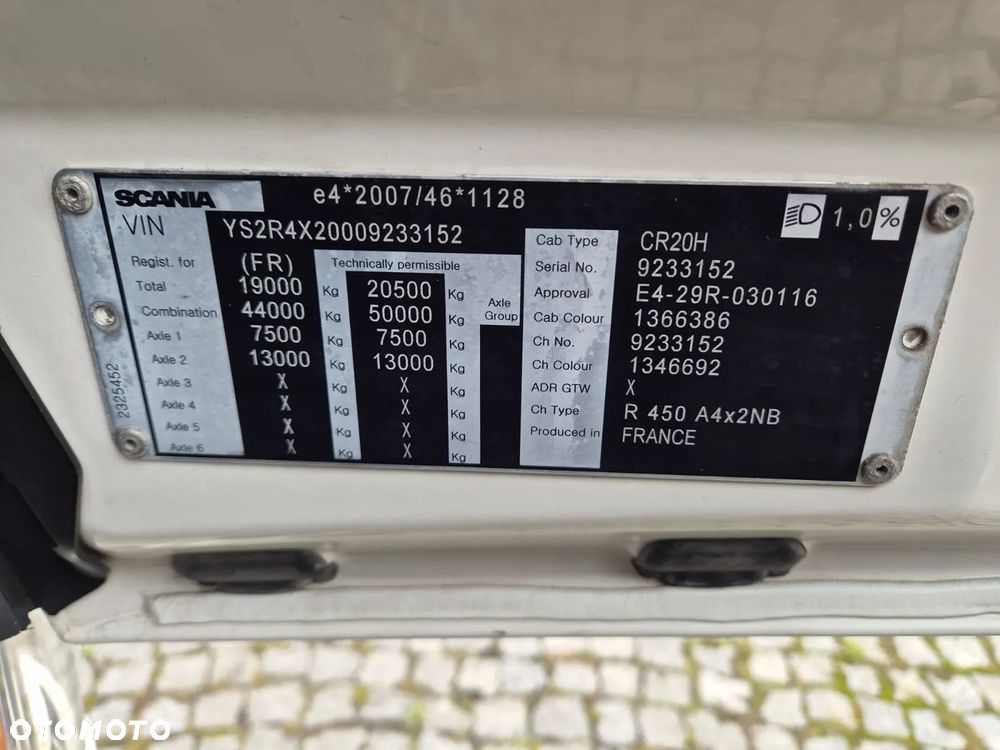 SCANIA e4*2007/46*1128 1,0%
VIN YS2R4X20009233152
Regist. for (FR) Technically permissible
Total 19000 Kg 20500 Kg Axle Group
Combination 44000 Kg 50000 Kg
Axle 1 7500 Kg 7500 Kg
Axle 2 13000 Kg 13000 Kg
Axle 3 X Kg X Kg
Axle 4 X Kg X Kg
Axle 5 X Kg X Kg
Axle 6 X Kg X Kg
2325452
Cab Type CR20H
Serial No. 9233152
Approval E4-29R-030116
Cab Colour 1366386
Ch No. 9233152
Ch Colour 1346692
ADR GTW X
Ch Type R 450 A4x2NB
Produced in FRANCE
OTOMOTO